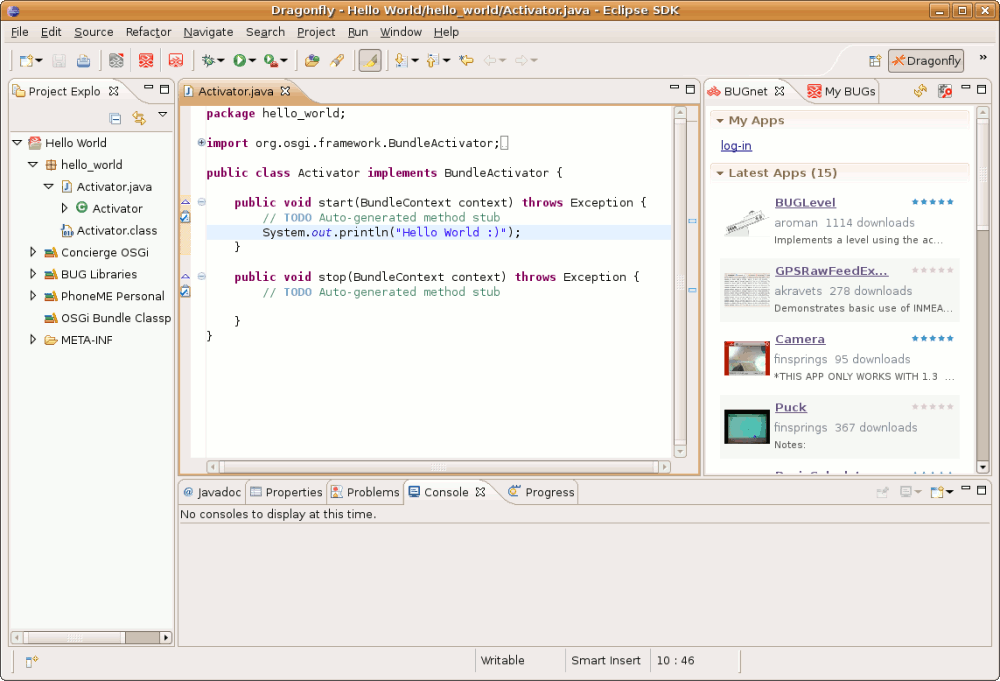 Dragonfly - Hello World/hello_world/Activator.java - Eclipse SDK
File Edit Source Refactor Navigate Search Project Run Window Help
Dragonfly
Project Explo
Hello World
hello_world
Activator.java
Activator
Activator.class
Concierge OSGi
BUG Libraries
PhoneME Personal
OSGi Bundle Classp
META-INF
Activator.java
package hello_world;
import org.osgi.framework.BundleActivator;
public class Activator implements BundleActivator {
public void start(BundleContext context) throws Exception {
// TODO Auto-generated method stub
System.out.println("Hello World :)");
}
public void stop(BundleContext context) throws Exception {
// TODO Auto-generated method stub
}
}
BUGnet My BUGs
My Apps
log-in
Latest Apps (15)
BUGLevel
aroman 1114 downloads
Implements a level using the ac...
GPSRawFeedEx...
akravets 278 downloads
Demonstrates basic use of INMEA...
Camera
finsprings 95 downloads
*THIS APP ONLY WORKS WITH 1.3 ...
Puck
finsprings 367 downloads
Notes:
Javadoc Properties Problems Console Progress
No consoles to display at this time.
Writable Smart Insert 10 : 46